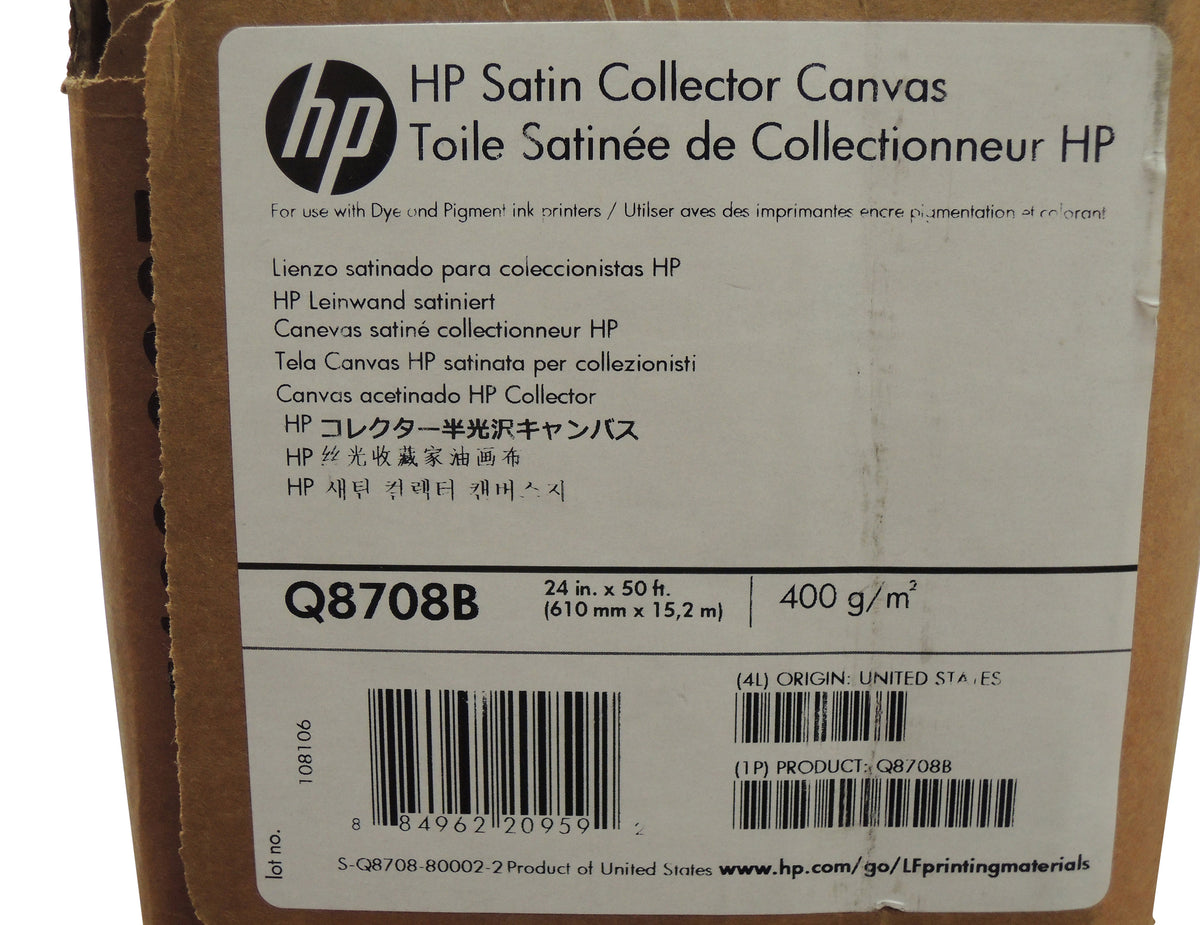 hp
HP Satin Collector Canvas
Toile Satinée de Collectionneur HP
For use with Dye and Pigment ink printers / Utilser aves des imprimantes encre pigmentation et colorant
Lienzo satinado para coleccionistas HP
HP Leinwand satiniert
Canevas satiné collectionneur HP
Tela Canvas HP satinata per collezionisti
Canvas acetinado HP Collector
HP コレクター半光沢キャンバス
HP 丝光收藏家油画布
HP 새틴 컬렉터 캔버스지
Q8708B
24 in. x 50 ft.
(610 mm x 15,2 m)
400 g/m²
lot no.
108106
8 84962 20959 2
(4L) ORIGIN: UNITED STATES
(1P) PRODUCT: Q8708B
S-Q8708-80002-2 Product of United States www.hp.com/go/LFprintingmaterials